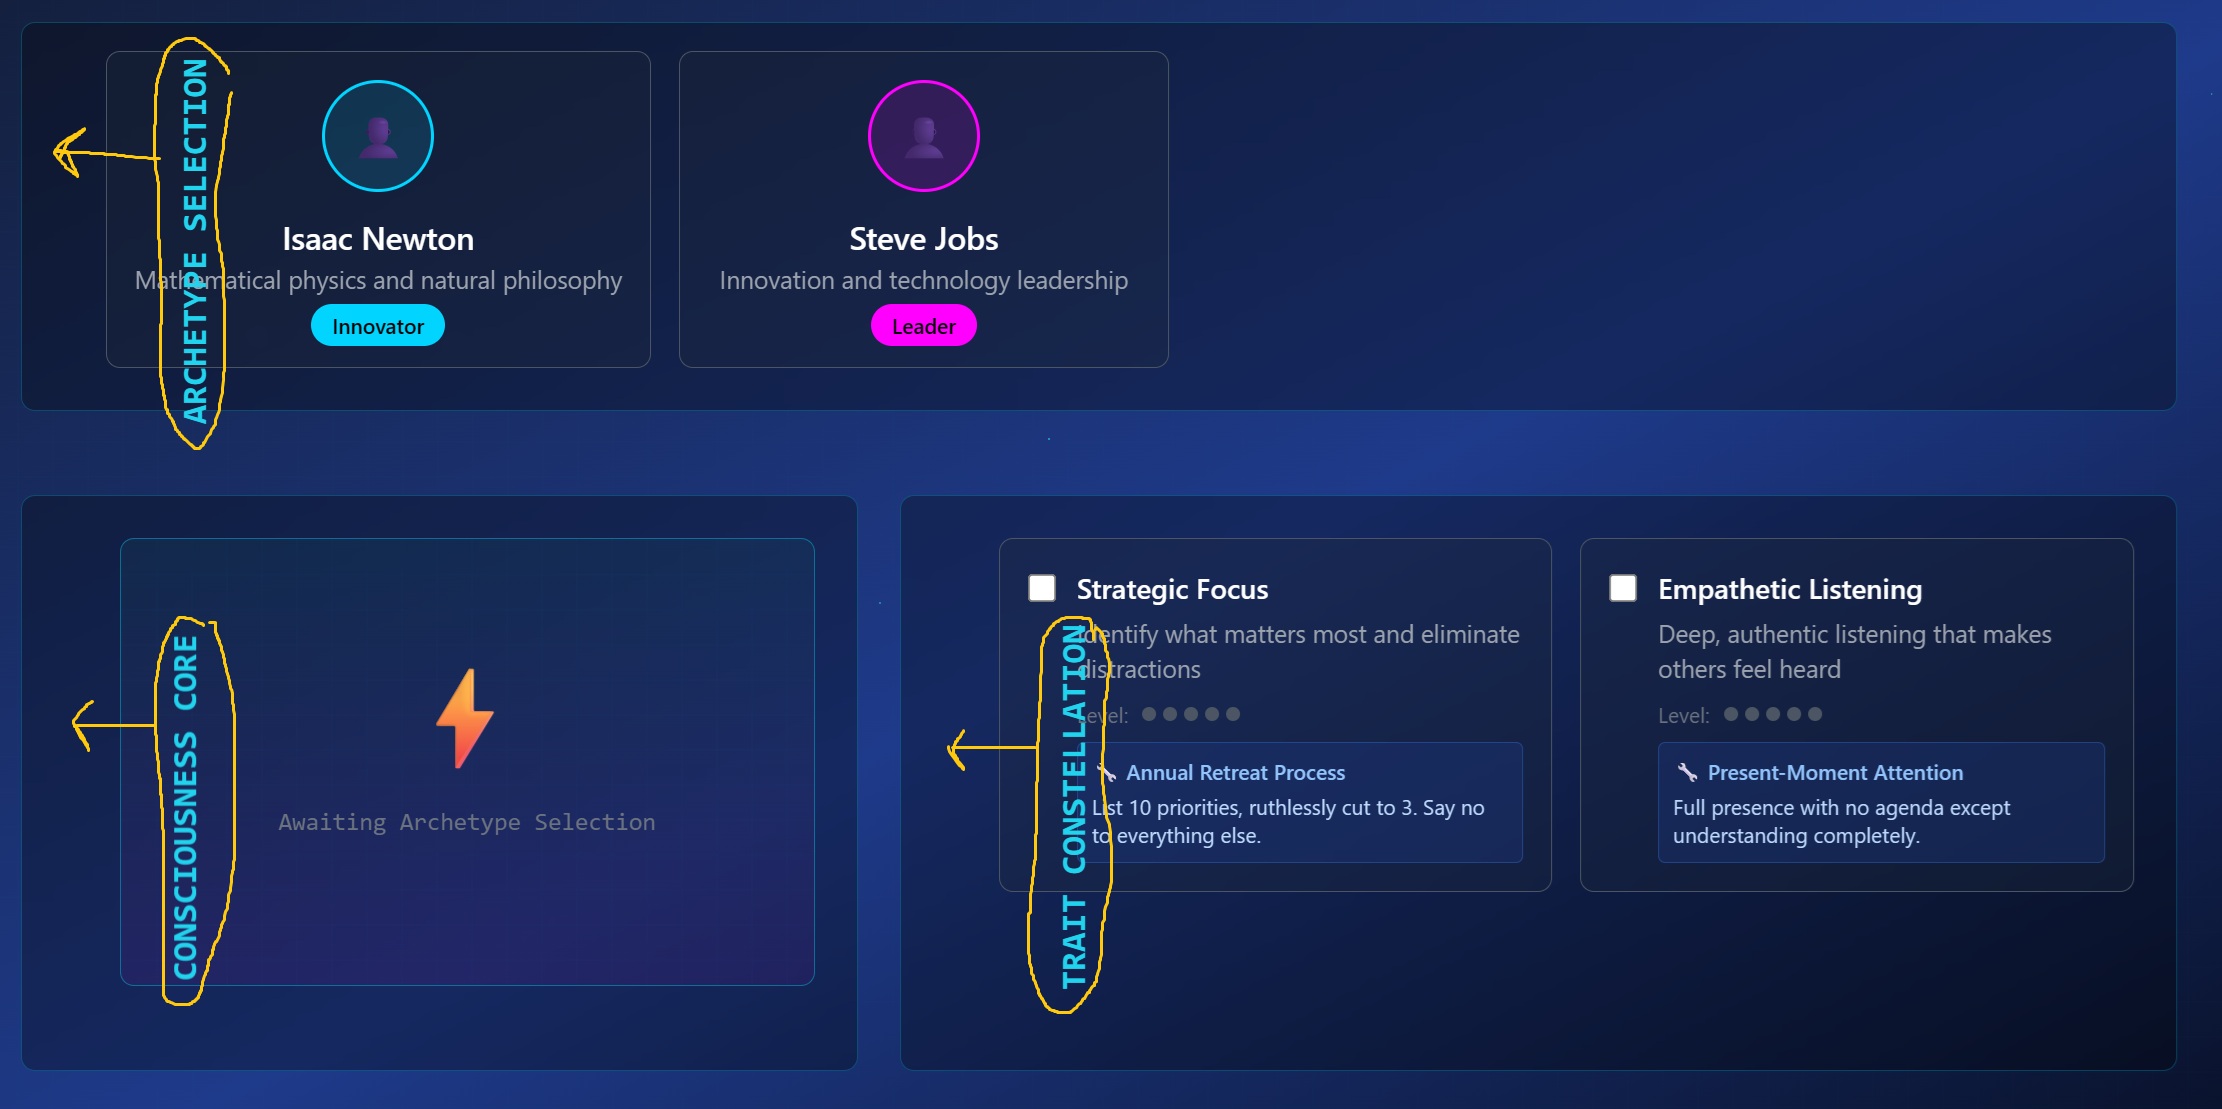 ARCHETYPE SELECTION
Isaac Newton
Mathematical physics and natural philosophy
Innovator
Steve Jobs
Innovation and technology leadership
Leader
CONSCIOUSNESS CORE
Awaiting Archetype Selection
TRAIT CONSTELLATION
Strategic Focus
Identify what matters most and eliminate
distractions
Level:
Annual Retreat Process
List 10 priorities, ruthlessly cut to 3. Say no
to everything else.
Empathetic Listening
Deep, authentic listening that makes
others feel heard
Level:
Present-Moment Attention
Full presence with no agenda except
understanding completely.